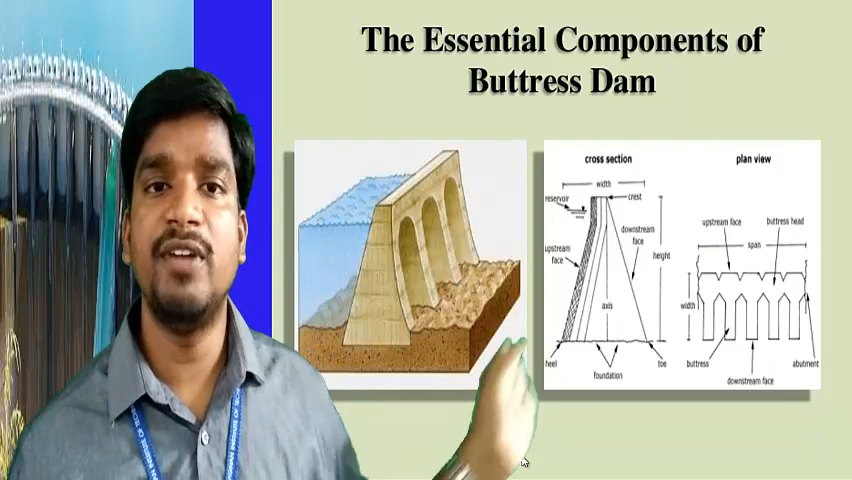 The Essential Components of
Buttress Dam
cross section
width
reservoir
crest
upstream
face
downstream
face
height
axis
heel
toe
foundation
plan view
upstream face
buttress head
span
width
buttress
abutment
downstream face